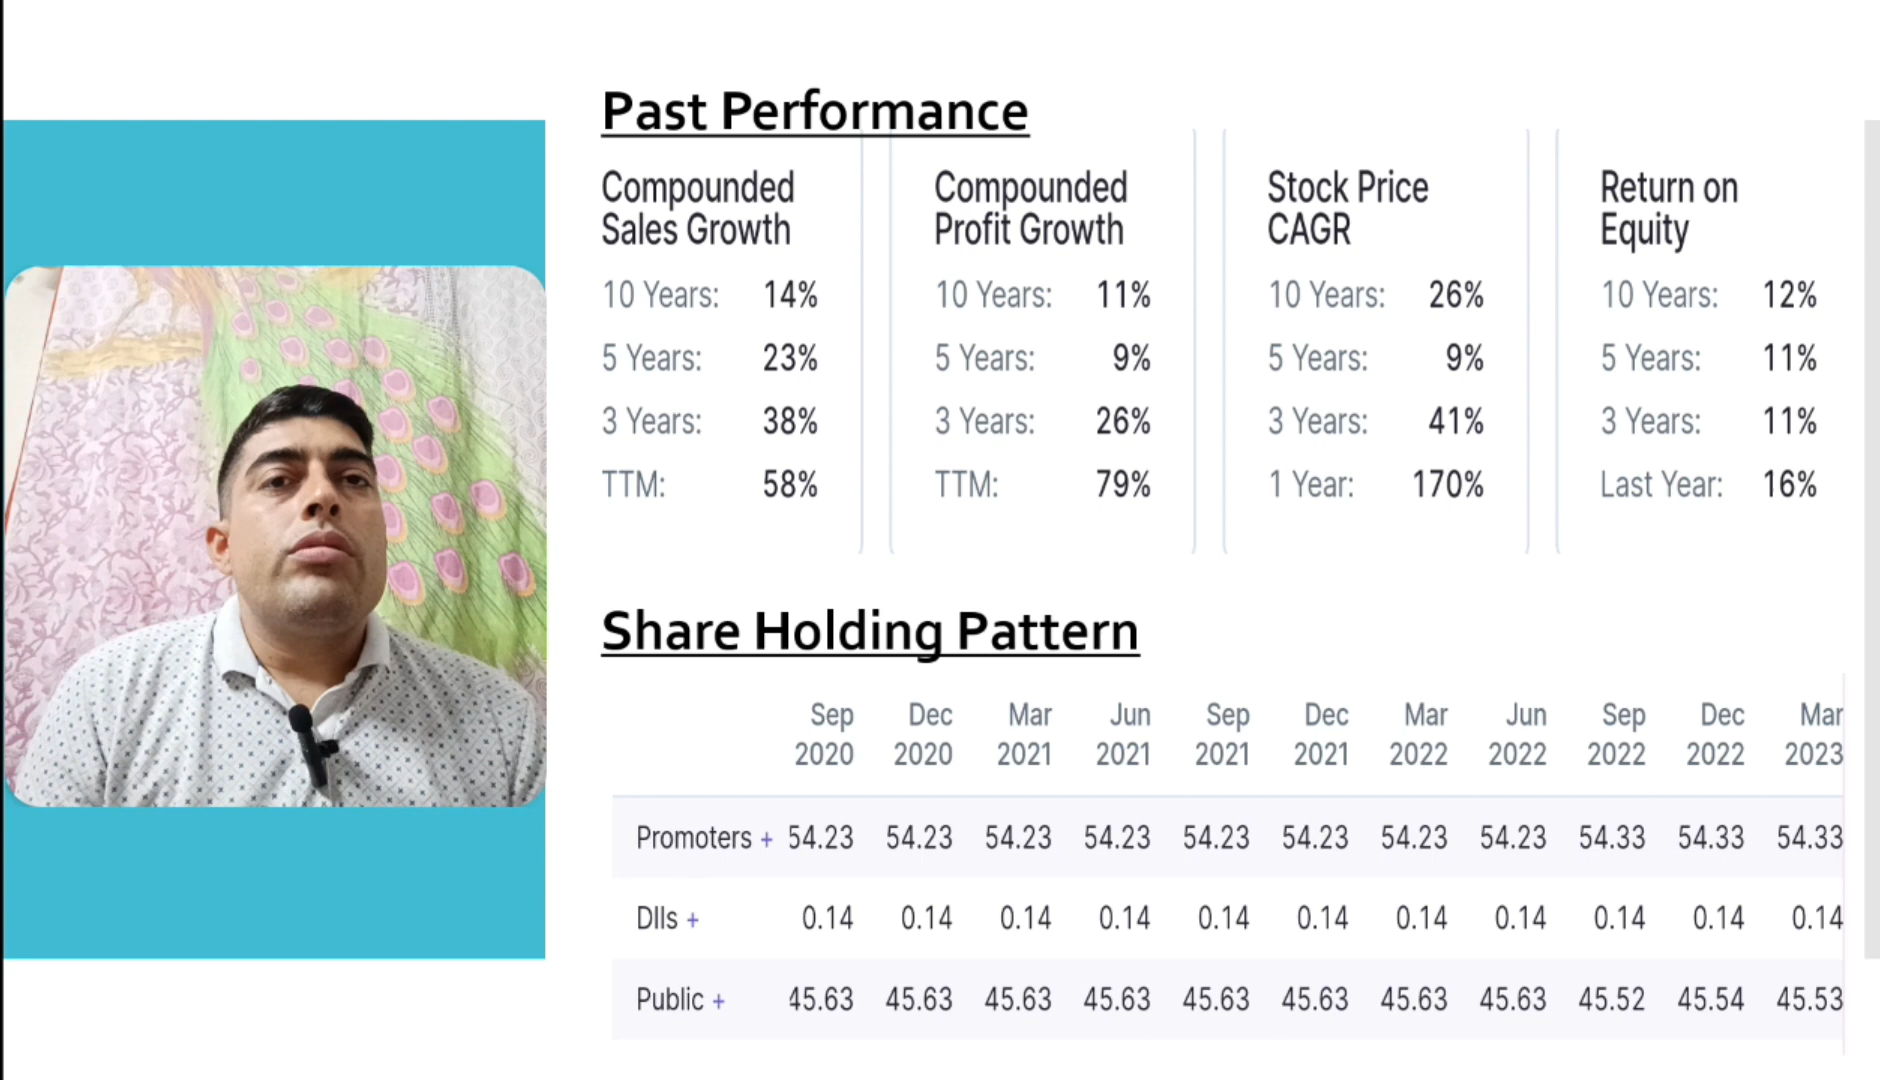 Past Performance
Compounded
Sales Growth
10 Years: 14%
5 Years: 23%
3 Years: 38%
TTM: 58%
Compounded
Profit Growth
10 Years: 11%
5 Years: 9%
3 Years: 26%
TTM: 79%
Stock Price
CAGR
10 Years: 26%
5 Years: 9%
3 Years: 41%
1 Year: 170%
Return on
Equity
10 Years: 12%
5 Years: 11%
3 Years: 11%
Last Year: 16%
Share Holding Pattern
Sep Dec Mar Jun Sep Dec Mar Jun Sep Dec Mar
2020 2020 2021 2021 2021 2021 2022 2022 2022 2022 2023
Promoters + 54.23 54.23 54.23 54.23 54.23 54.23 54.23 54.23 54.33 54.33 54.33
DIIs + 0.14 0.14 0.14 0.14 0.14 0.14 0.14 0.14 0.14 0.14 0.14
Public + 45.63 45.63 45.63 45.63 45.63 45.63 45.63 45.63 45.52 45.54 45.53